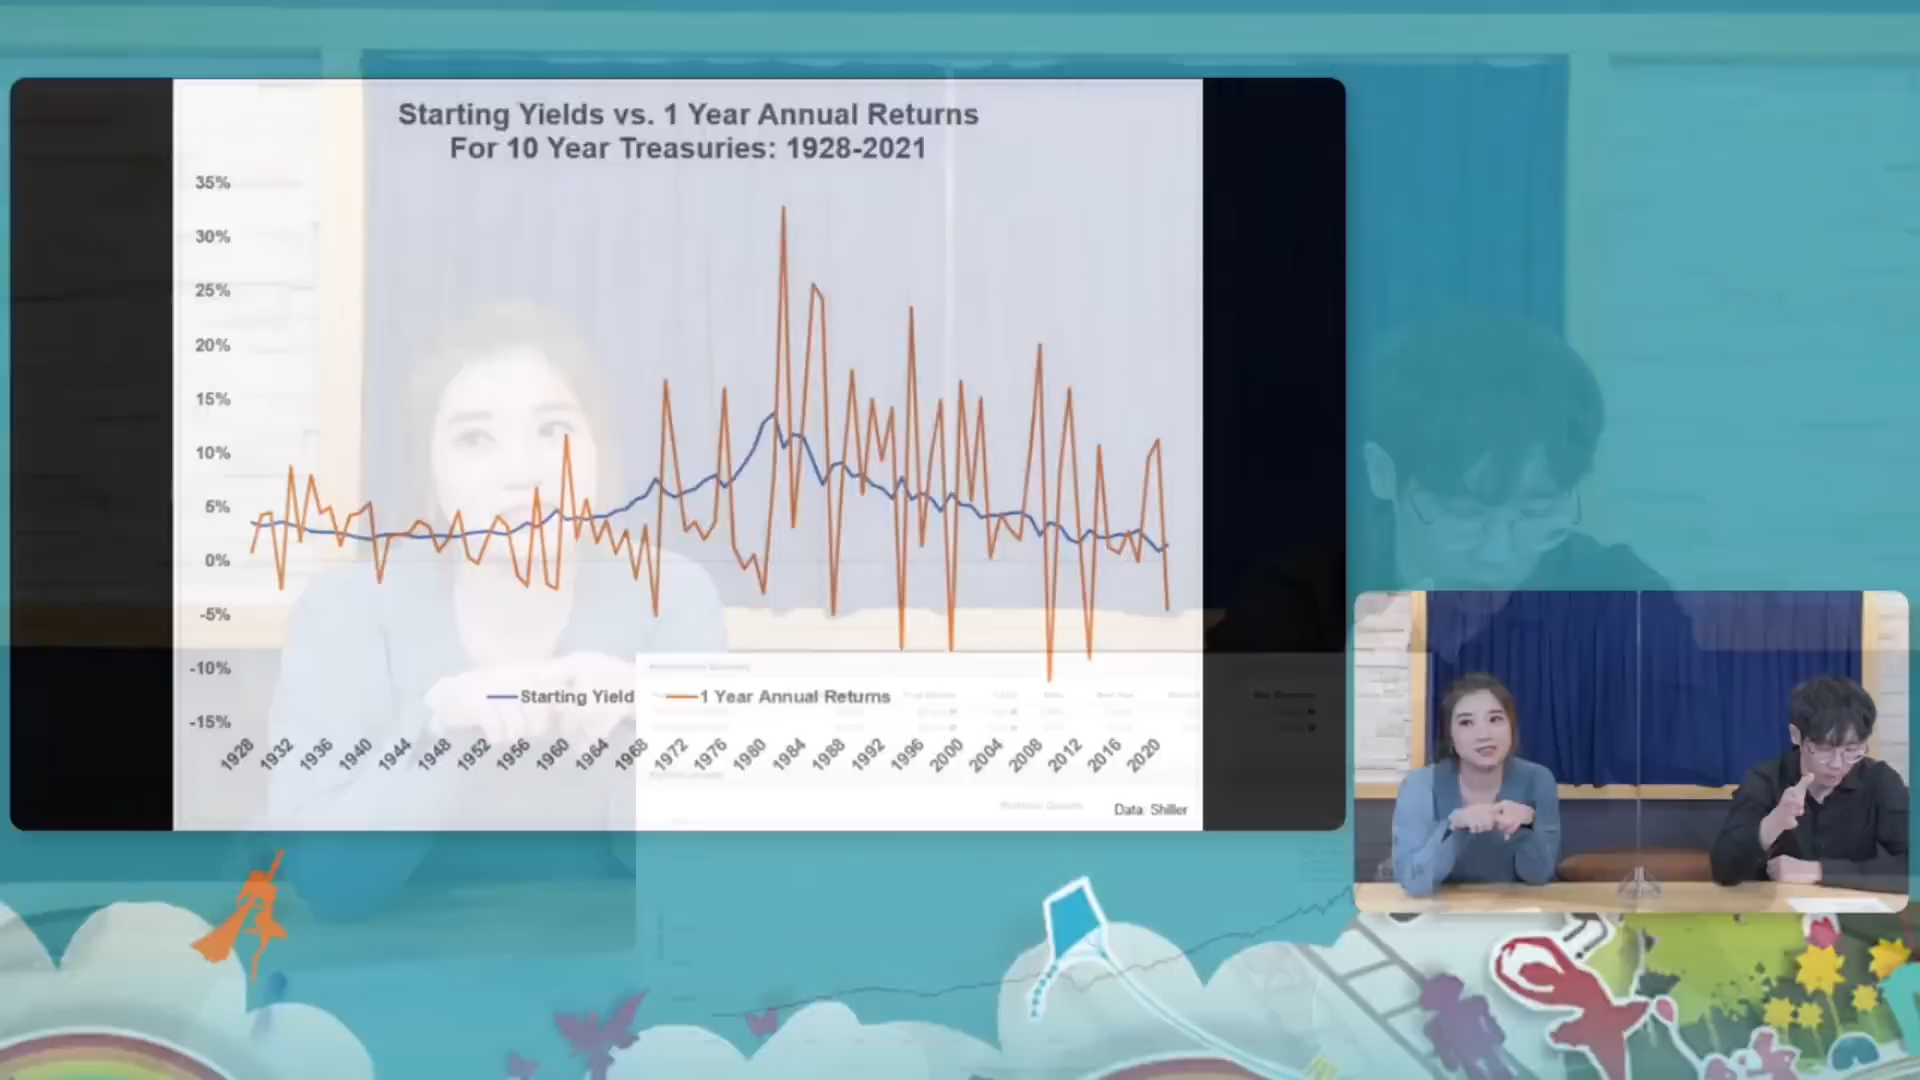 Starting Yields vs. 1 Year Annual Returns
For 10 Year Treasuries: 1928-2021
35%
30%
25%
20%
15%
10%
5%
0%
-5%
-10%
-15%
Starting Yield
1 Year Annual Returns
1928 1932 1936 1940 1944 1948 1952 1956 1960 1964 1968 1972 1976 1980 1984 1988 1992 1996 2000 2004 2008 2012 2016 2020
Data: Shiller